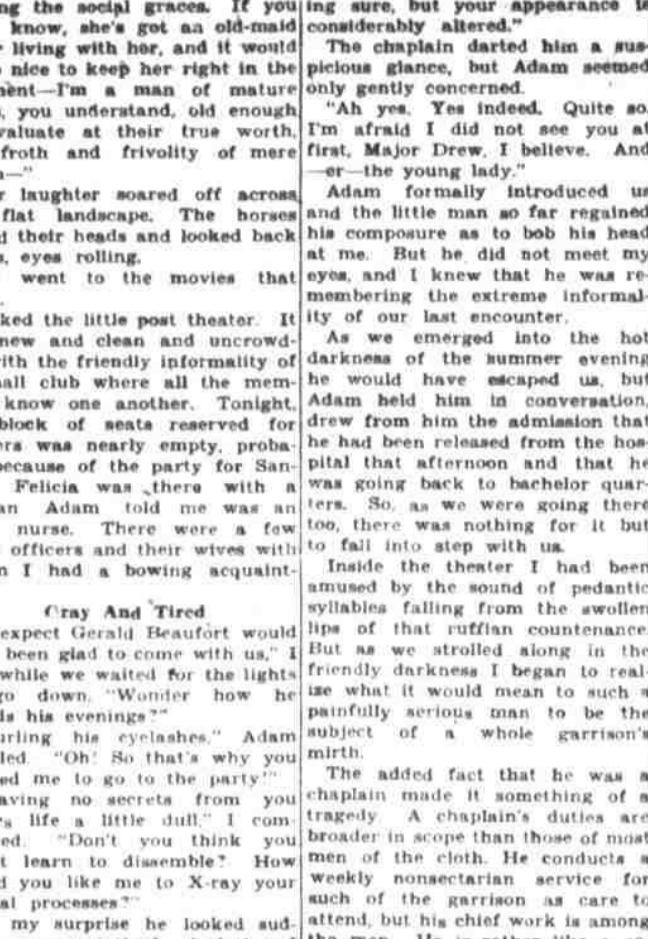 ng the social graces. If you
know, she's got an old-maid
living with her, and it would
nice to keep her right in the
ent—I'm a man of mature
, you understand, old enough
valuate at their true worth,
froth and frivolity of mere
—"
r laughter soared off across
flat landscape. The horses
d their heads and looked back
s, eyes rolling.
went to the movies that
.
ked the little post theater. It
new and clean and uncrowd-
ith the friendly informality of
all club where all the mem-
know one another. Tonight,
block of seats reserved for
ers was nearly empty, proba-
because of the party for San-
Felicia was there with a
an Adam told me was an
nurse. There were a few
officers and their wives with
n I had a bowing acquaint-
Gray And Tired
expect Gerald Beaufort would
been glad to come with us," I
while we waited for the lights
go down. "Wonder how he
ds his evenings?"
urling his eyelashes." Adam
led. "Oh! So that's why you
ed me to go to the party!"
aving no secrets from you
s life a little dull," I com-
ed. "Don't you think you
t learn to dissemble? How
d you like me to X-ray your
al processes?"
my surprise he looked sud-
ing sure, but your appearance is
considerably altered."
The chaplain darted him a sus-
picious glance, but Adam seemed
only gently concerned.
"Ah yes. Yes indeed. Quite so.
I'm afraid I did not see you at
first, Major Drew, I believe. And
—er—the young lady."
Adam formally introduced us
and the little man so far regained
his composure as to bob his head
at me. But he did not meet my
eyes, and I knew that he was re-
membering the extreme informal-
ity of our last encounter.
As we emerged into the hot
darkness of the summer evening
he would have escaped us, but
Adam held him in conversation,
drew from him the admission that
he had been released from the hos-
pital that afternoon and that he
was going back to bachelor quar-
ters. So, as we were going there
too, there was nothing for it but
to fall into step with us.
Inside the theater I had been
amused by the sound of pedantic
syllables falling from the swollen
lips of that ruffian countenance.
But as we strolled along in the
friendly darkness I began to real-
ize what it would mean to such a
painfully serious man to be the
subject of a whole garrison's
mirth.
The added fact that he was a
chaplain made it something of a
tragedy. A chaplain's duties are
broader in scope than those of most
men of the cloth. He conducts a
weekly nonsectarian service for
such of the garrison as care to
attend, but his chief work is among